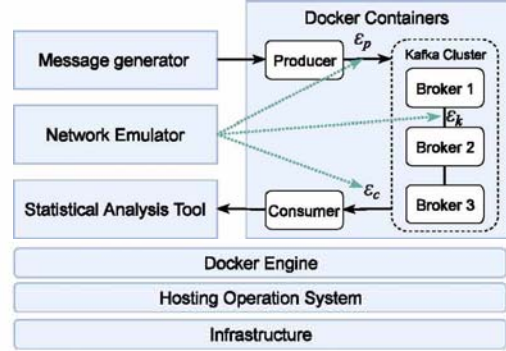 Docker Containers
Message generator
Producer
εp
Kafka Cluster
Broker 1
εk
Network Emulator
Broker 2
εc
Statistical Analysis Tool
Consumer
Broker 3
Docker Engine
Hosting Operation System
Infrastructure